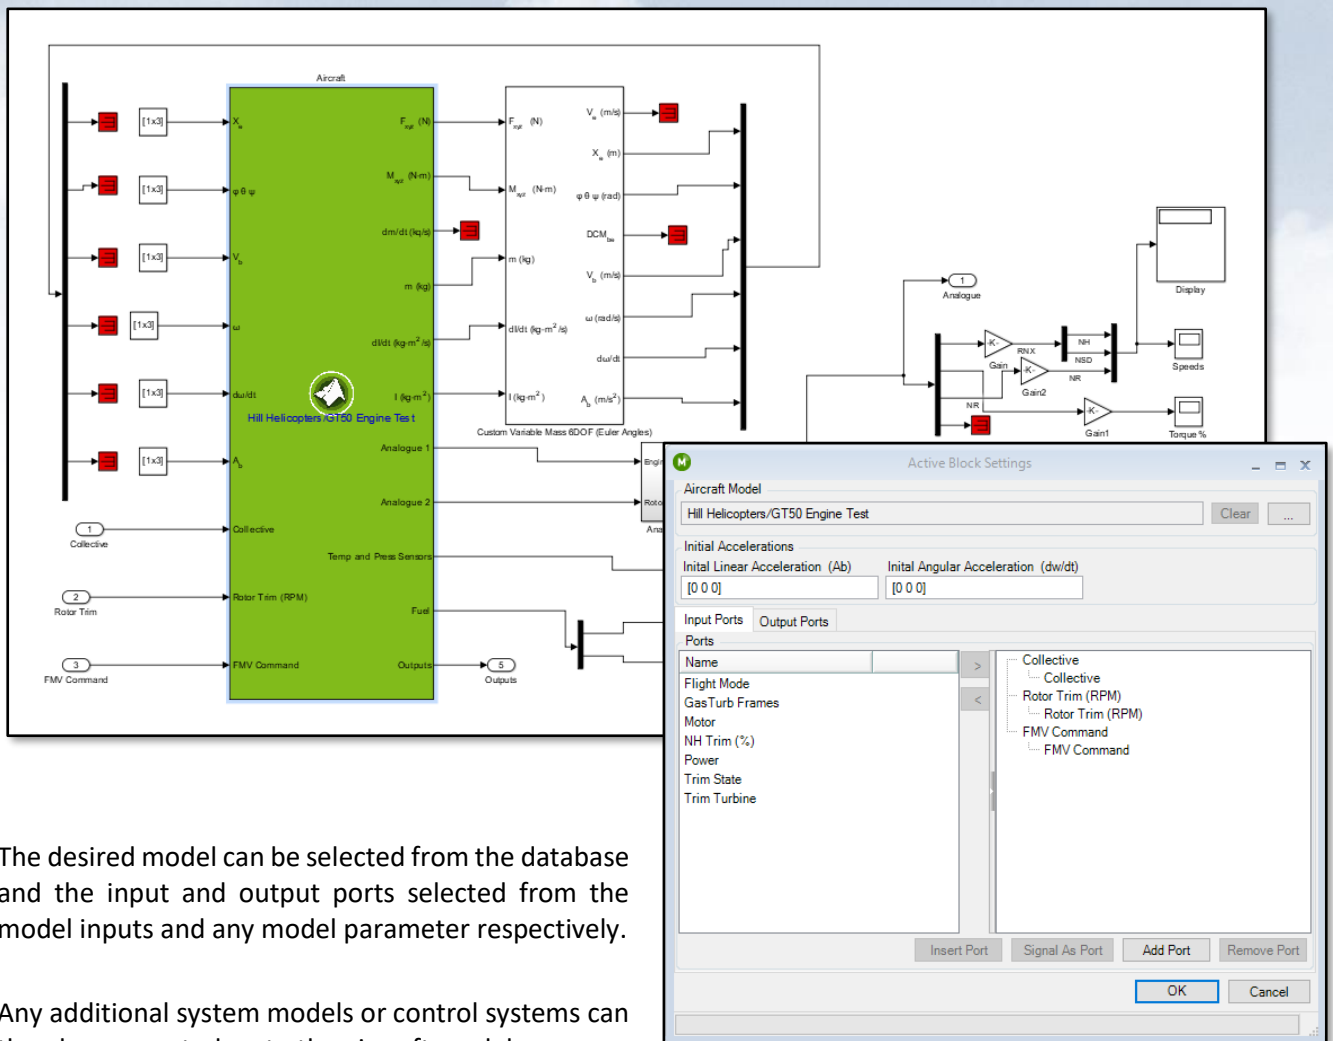 Aircraft
[1x3]
X_e
F_xyz (N)
F_xyz (N)
V_e (m/s)
X_e (m)
[1x3]
φ θ ψ
M_xyz (N·m)
M_xyz (N·m)
φ θ ψ (rad)
dm/dt (kg/s)
DCM_be
[1x3]
V_b
m (kg)
m (kg)
V_b (m/s)
[1x3]
ω
dI/dt (kg-m²/s)
dI/dt (kg-m²/s)
ω (rad/s)
dω/dt
[1x3]
dω/dt
I (kg-m²)
I (kg-m²)
A_b (m/s²)
Hill Helicopters/GT50 Engine Test
Custom Variable Mass 6DOF (Euler Angles)
[1x3]
A_b
Analogue 1
Analogue 2
Temp and Press Sensors
Fuel
Outputs
5
Outputs
1
Collective
Collective
2
Rotor Trim
Rotor Trim (RPM)
3
FMV Command
FMV Command
1
Analogue
Display
-K-
Gain
RNX
NH
NSD
NR
-K-
Gain2
Speeds
NR
-K-
Gain1
Torque %
Active Block Settings
Aircraft Model
Hill Helicopters/GT50 Engine Test
Clear
...
Initial Accelerations
Inital Linear Acceleration (Ab)
Inital Angular Acceleration (dw/dt)
[0 0 0]
[0 0 0]
Input Ports
Output Ports
Ports
Name
Flight Mode
GasTurb Frames
Motor
NH Trim (%)
Power
Trim State
Trim Turbine
>
<
Collective
Collective
Rotor Trim (RPM)
Rotor Trim (RPM)
FMV Command
FMV Command
Insert Port
Signal As Port
Add Port
Remove Port
OK
Cancel
The desired model can be selected from the database
and the input and output ports selected from the
model inputs and any model parameter respectively.
Any additional system models or control systems can